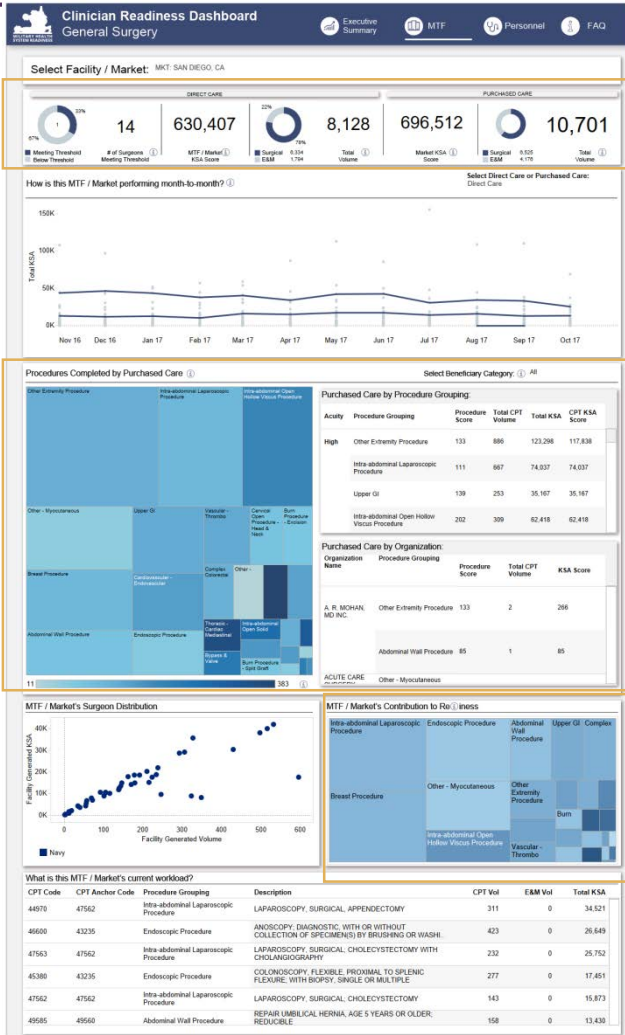 Clinician Readiness Dashboard
General Surgery
MILITARY HEALTH
SYSTEM READINESS
Executive
Summary
MTF
Personnel
FAQ
Select Facility / Market: MKT: SAN DIEGO, CA
DIRECT CARE
PURCHASED CARE
33%
67%
1
Meeting Threshold
Below Threshold
14
# of Surgeons
Meeting Threshold
630,407
MTF / Market
KSA Score
22%
78%
Surgical 6,334
E&M 1,794
8,128
Total
Volume
696,512
Market KSA
Score
Surgical 6,525
E&M 4,176
10,701
Total
Volume
How is this MTF / Market performing month-to-month?
Select Direct Care or Purchased Care:
Direct Care
Total KSA
150K
100K
50K
0K
Nov 16 Dec 16 Jan 17 Feb 17 Mar 17 Apr 17 May 17 Jun 17 Jul 17 Aug 17 Sep 17 Oct 17
Procedures Completed by Purchased Care
Select Beneficiary Category: All
Other Extremity Procedure
Intra-abdominal Laparoscopic
Procedure
Intra-abdominal Open
Hollow Viscus Procedure
Other - Myocutaneous
Upper GI
Vascular -
Thrombo
Cervical
Open
Procedure -
Head &
Neck
Burn
Procedure
- Excision
Breast Procedure
Cardiovascular -
Endovascular
Complex
Colorectal
Other -
Abdominal Wall Procedure
Endoscopic Procedure
Thoracic -
Cardiac
Mediastinal
Intra-abdominal
Open Solid
Bypass &
Valve
Burn Procedure
- Split Graft
11
383
Purchased Care by Procedure Grouping:
Acuity Procedure Grouping Procedure Score Total CPT Volume Total KSA CPT KSA Score
High Other Extremity Procedure 133 886 123,298 117,838
Intra-abdominal Laparoscopic Procedure 111 667 74,037 74,037
Upper GI 139 253 35,167 35,167
Intra-abdominal Open Hollow Viscus Procedure 202 309 62,418 62,418
Purchased Care by Organization:
Organization Name Procedure Grouping Procedure Score Total CPT Volume KSA Score
A. R. MOHAN, MD INC. Other Extremity Procedure 133 2 266
Abdominal Wall Procedure 85 1 85
ACUTE CARE Other - Myocutaneous
MTF / Market's Surgeon Distribution
Facility Generated KSA
40K
30K
20K
10K
0K
0 100 200 300 400 500 600
Facility Generated Volume
Navy
MTF / Market's Contribution to Re iness
Intra-abdominal Laparoscopic
Procedure
Endoscopic Procedure
Abdominal
Wall
Procedure
Upper GI
Complex
Breast Procedure
Other - Myocutaneous
Other
Extremity
Procedure
Burn
Intra-abdominal Open
Hollow Viscus Procedure
Vascular -
Thrombo
What is this MTF / Market's current workload?
CPT Code CPT Anchor Code Procedure Grouping Description CPT Vol E&M Vol Total KSA
44970 47562 Intra-abdominal Laparoscopic Procedure LAPAROSCOPY, SURGICAL, APPENDECTOMY 311 0 34,521
46600 43235 Endoscopic Procedure ANOSCOPY; DIAGNOSTIC, WITH OR WITHOUT COLLECTION OF SPECIMEN(S) BY BRUSHING OR WASHI.. 423 0 26,649
47563 47562 Intra-abdominal Laparoscopic Procedure LAPAROSCOPY, SURGICAL; CHOLECYSTECTOMY WITH CHOLANGIOGRAPHY 232 0 25,752
45380 43235 Endoscopic Procedure COLONOSCOPY, FLEXIBLE, PROXIMAL TO SPLENIC FLEXURE; WITH BIOPSY, SINGLE OR MULTIPLE 277 0 17,451
47562 47562 Intra-abdominal Laparoscopic Procedure LAPAROSCOPY, SURGICAL; CHOLECYSTECTOMY 143 0 15,873
49585 49560 Abdominal Wall Procedure REPAIR UMBILICAL HERNIA, AGE 5 YEARS OR OLDER; REDUCIBLE 158 0 13,430